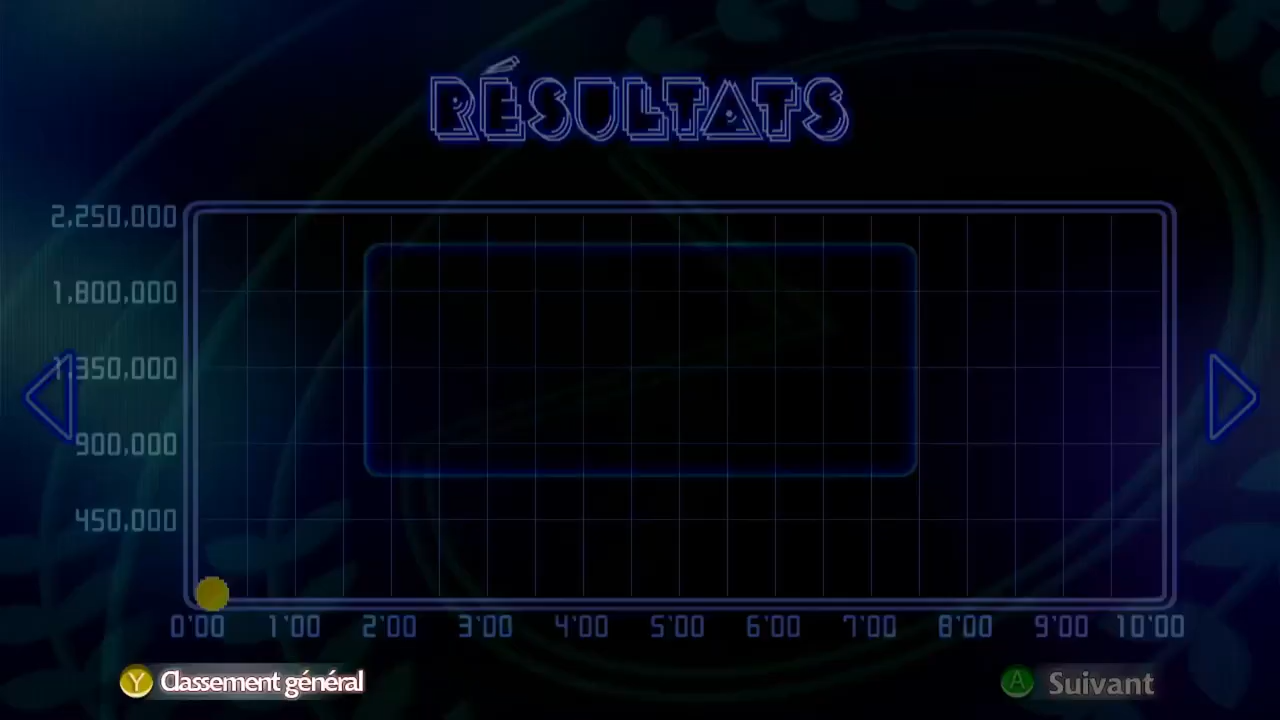 RÉSULTATS
2,250,000
1,800,000
1,350,000
900,000
450,000
0'00 1'00 2'00 3'00 4'00 5'00 6'00 7'00 8'00 9'00 10'00
Y Classement général
A Suivant